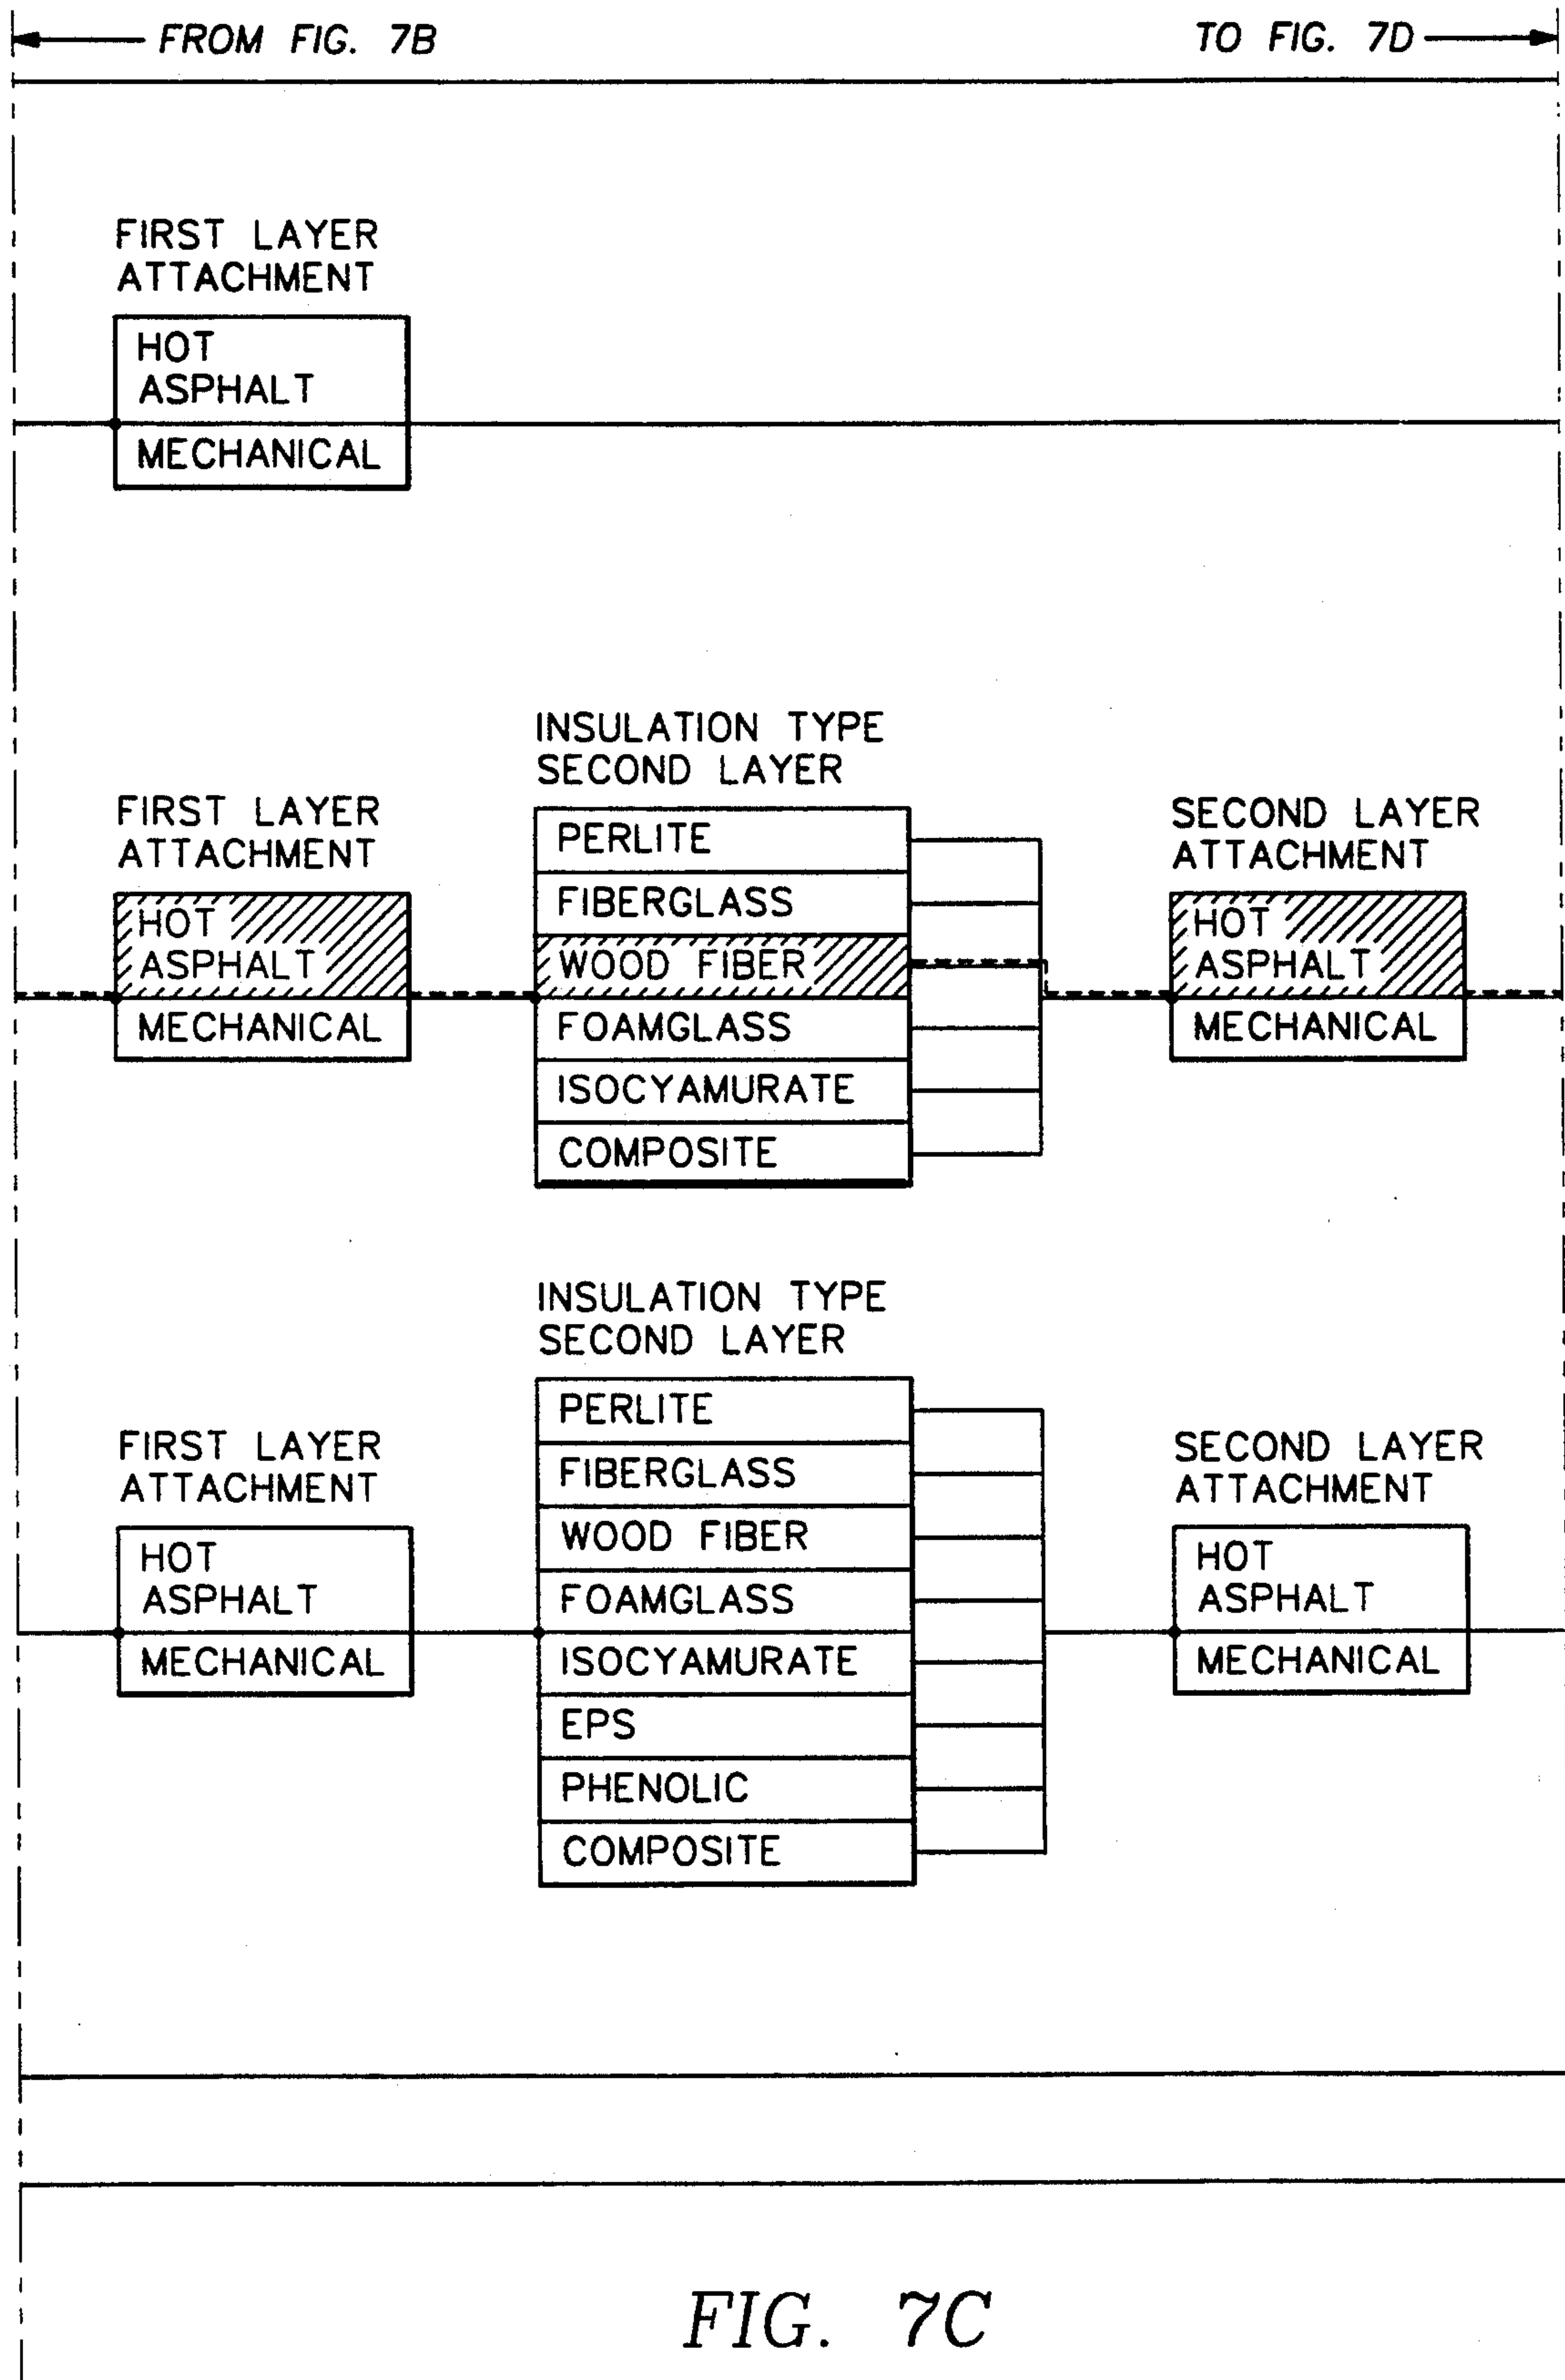 FROM FIG. 7B
TO FIG. 7D
FIRST LAYER
ATTACHMENT
HOT
ASPHALT
MECHANICAL
FIRST LAYER
ATTACHMENT
HOT
ASPHALT
MECHANICAL
INSULATION TYPE
SECOND LAYER
PERLITE
FIBERGLASS
WOOD FIBER
FOAMGLASS
ISOCYAMURATE
COMPOSITE
SECOND LAYER
ATTACHMENT
HOT
ASPHALT
MECHANICAL
FIRST LAYER
ATTACHMENT
HOT
ASPHALT
MECHANICAL
INSULATION TYPE
SECOND LAYER
PERLITE
FIBERGLASS
WOOD FIBER
FOAMGLASS
ISOCYAMURATE
EPS
PHENOLIC
COMPOSITE
SECOND LAYER
ATTACHMENT
HOT
ASPHALT
MECHANICAL
FIG. 7C